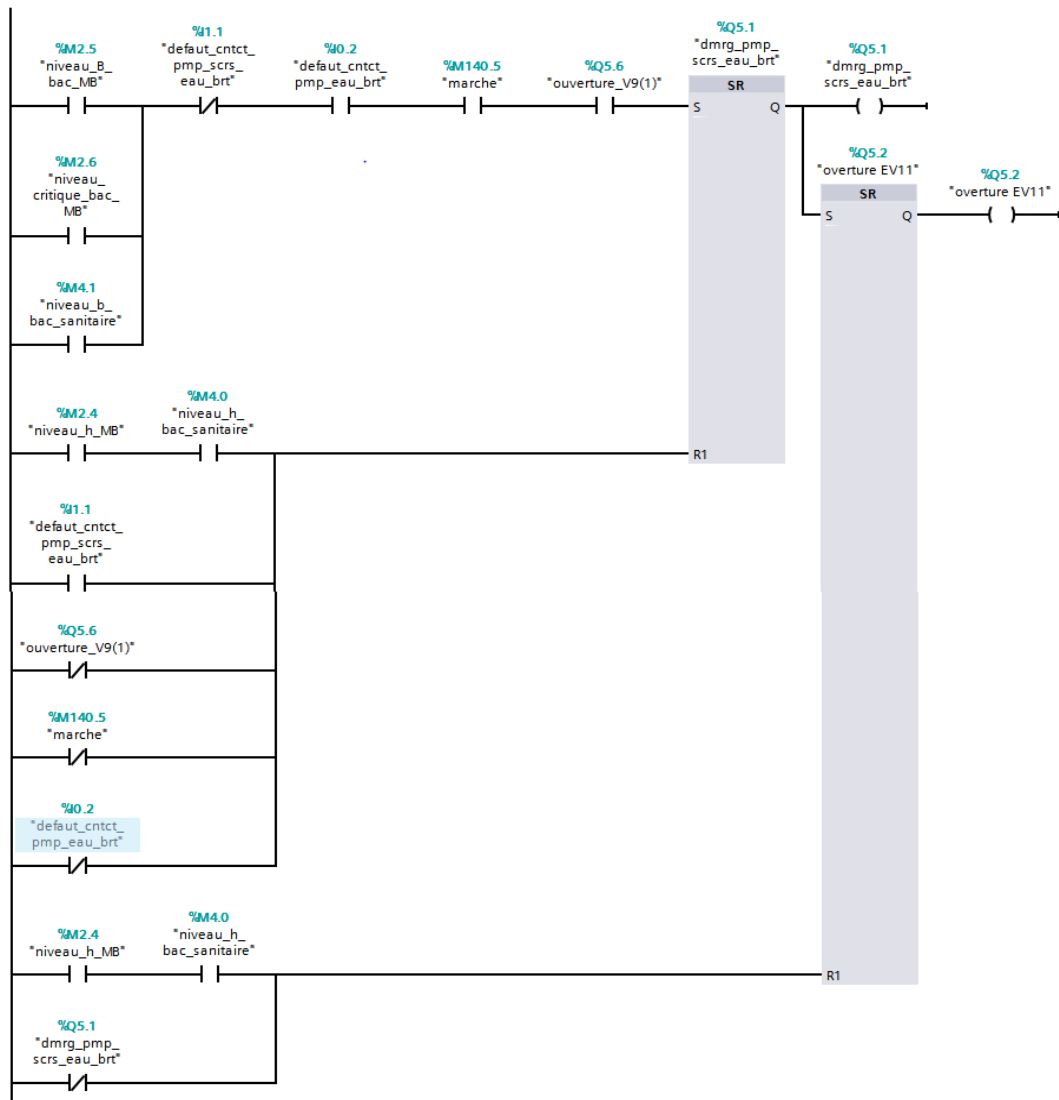 %M2.5
"niveau_B_
bac_MB"
%I1.1
"defaut_cntct_
pmp_scrs_
eau_brt"
%I0.2
"defaut_cntct_
pmp_eau_brt"
%M140.5
"marche"
%Q5.6
"ouverture_V9(1)"
%Q5.1
"dmrg_pmp_
scrs_eau_brt"
SR
S
Q
%Q5.1
"dmrg_pmp_
scrs_eau_brt"
%M2.6
"niveau_
critique_bac_
MB"
%Q5.2
"overture EV11"
SR
S
Q
%Q5.2
"overture EV11"
%M4.1
"niveau_b_
bac_sanitaire"
%M2.4
"niveau_h_MB"
%M4.0
"niveau_h_
bac_sanitaire"
R1
%I1.1
"defaut_cntct_
pmp_scrs_
eau_brt"
%Q5.6
"ouverture_V9(1)"
%M140.5
"marche"
%I0.2
"defaut_cntct_
pmp_eau_brt"
%M2.4
"niveau_h_MB"
%M4.0
"niveau_h_
bac_sanitaire"
R1
%Q5.1
"dmrg_pmp_
scrs_eau_brt"